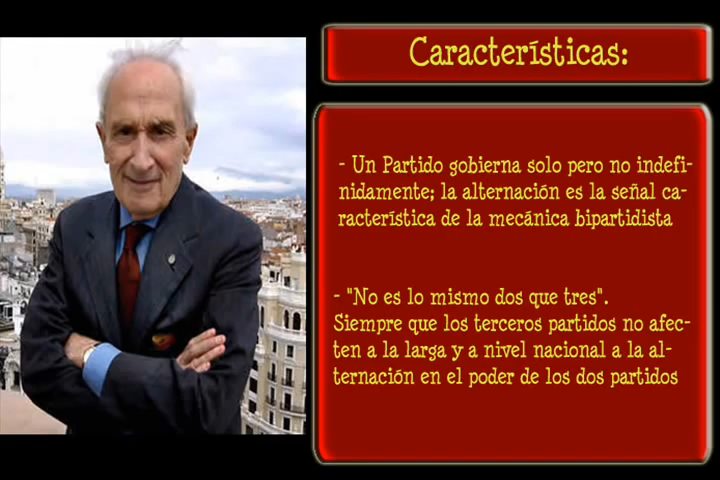 Características:
- Un Partido gobierna solo pero no indefi-
nidamente; la alternación es la señal ca-
racterística de la mecánica bipartidista
- "No es lo mismo dos que tres".
Siempre que los terceros partidos no afec-
ten a la larga y a nivel nacional a la al-
ternación en el poder de los dos partidos